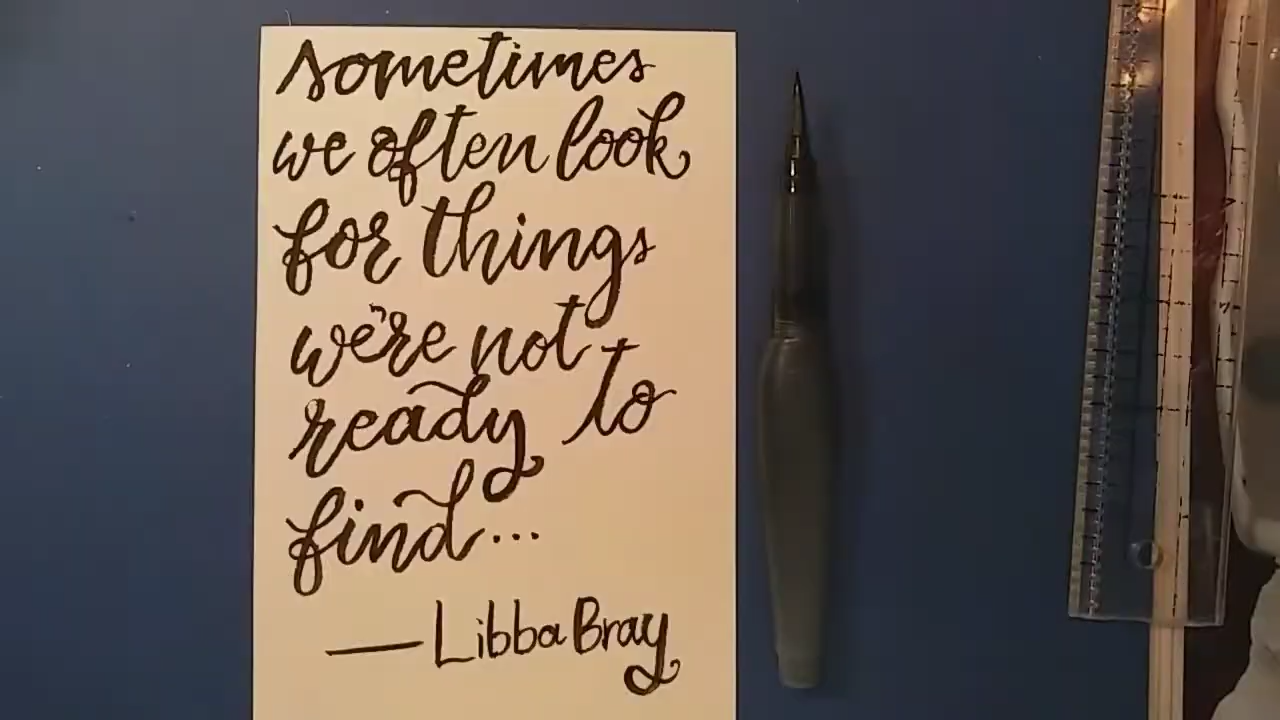 sometimes
we often look
for things
we're not
ready to
find...
— Libba Bray